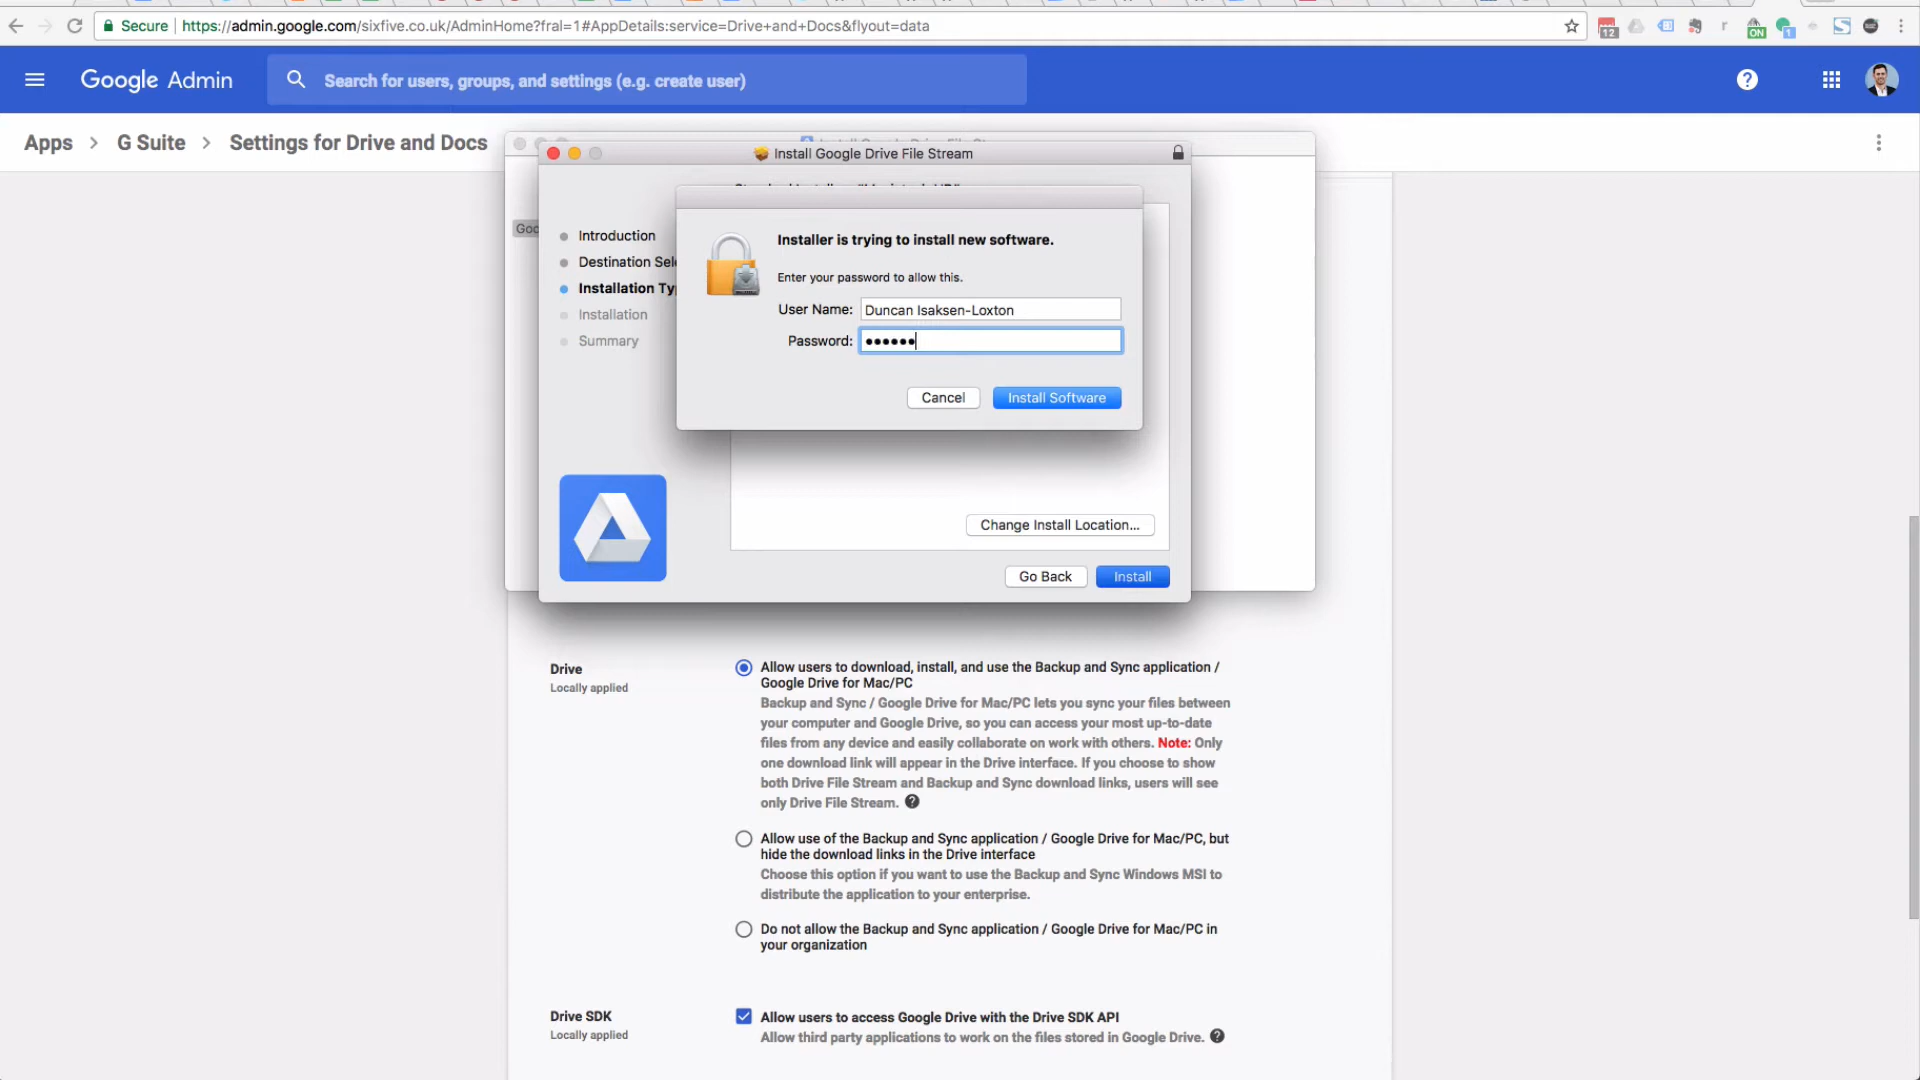 Secure https://admin.google.com/sixfive.co.uk/AdminHome?fral=1#AppDetails:service=Drive+and+Docs&flyout=data
12
r
ON
1
Google Admin
Search for users, groups, and settings (e.g. create user)
Apps > G Suite > Settings for Drive and Docs
Install Google Drive File Stream
Goo
Introduction
Destination Sele
Installation Typ
Installation
Summary
Installer is trying to install new software.
Enter your password to allow this.
User Name: Duncan Isaksen-Loxton
Password: ••••••
Cancel
Install Software
Change Install Location...
Go Back
Install
Drive
Locally applied
Allow users to download, install, and use the Backup and Sync application /
Google Drive for Mac/PC
Backup and Sync / Google Drive for Mac/PC lets you sync your files between
your computer and Google Drive, so you can access your most up-to-date
files from any device and easily collaborate on work with others. Note: Only
one download link will appear in the Drive interface. If you choose to show
both Drive File Stream and Backup and Sync download links, users will see
only Drive File Stream.
Allow use of the Backup and Sync application / Google Drive for Mac/PC, but
hide the download links in the Drive interface
Choose this option if you want to use the Backup and Sync Windows MSI to
distribute the application to your enterprise.
Do not allow the Backup and Sync application / Google Drive for Mac/PC in
your organization
Drive SDK
Locally applied
Allow users to access Google Drive with the Drive SDK API
Allow third party applications to work on the files stored in Google Drive.